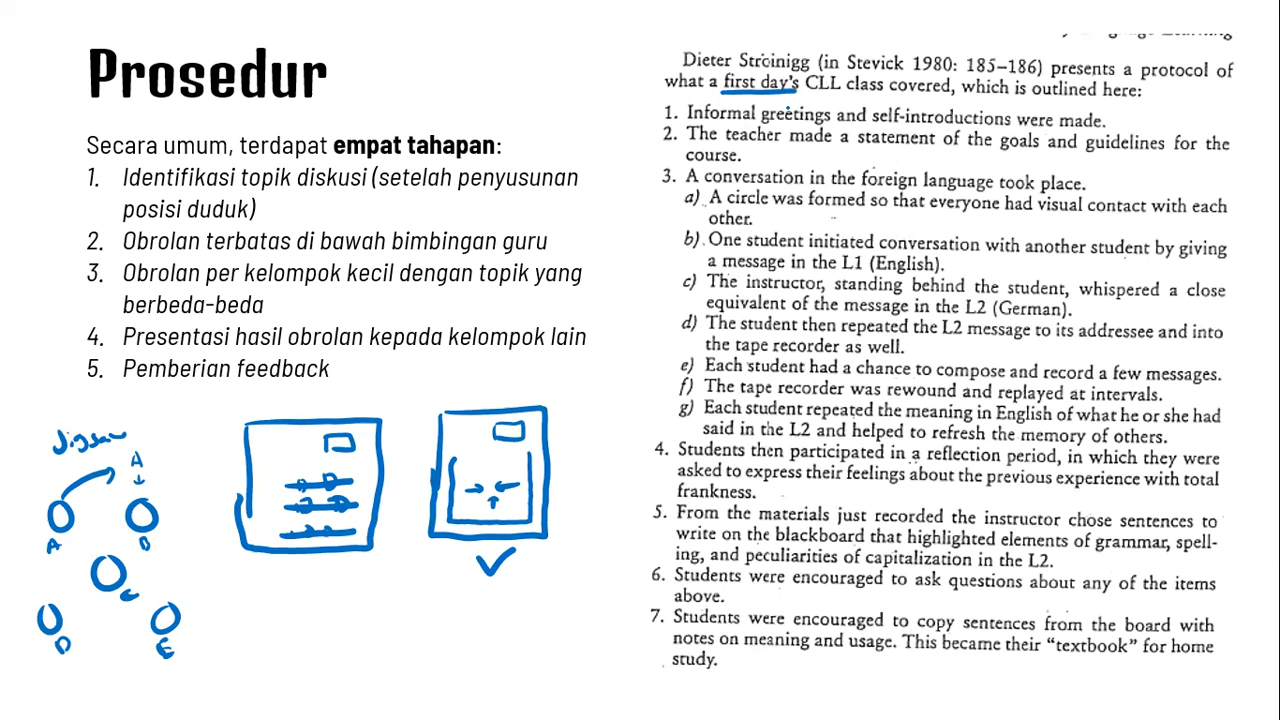 Prosedur
Secara umum, terdapat empat tahapan:
1. Identifikasi topik diskusi (setelah penyusunan
posisi duduk)
2. Obrolan terbatas di bawah bimbingan guru
3. Obrolan per kelompok kecil dengan topik yang
berbeda-beda
4. Presentasi hasil obrolan kepada kelompok lain
5. Pemberian feedback
Jigsaw
A
A
B
C
D
E
Dieter Stroinigg (in Stevick 1980: 185–186) presents a protocol of
what a first day's CLL class covered, which is outlined here:
1. Informal greetings and self-introductions were made.
2. The teacher made a statement of the goals and guidelines for the
course.
3. A conversation in the foreign language took place.
a) A circle was formed so that everyone had visual contact with each
other.
b) One student initiated conversation with another student by giving
a message in the L1 (English).
c) The instructor, standing behind the student, whispered a close
equivalent of the message in the L2 (German).
d) The student then repeated the L2 message to its addressee and into
the tape recorder as well.
e) Each student had a chance to compose and record a few messages.
f) The tape recorder was rewound and replayed at intervals.
g) Each student repeated the meaning in English of what he or she had
said in the L2 and helped to refresh the memory of others.
4. Students then participated in a reflection period, in which they were
asked to express their feelings about the previous experience with total
frankness.
5. From the materials just recorded the instructor chose sentences to
write on the blackboard that highlighted elements of grammar, spell-
ing, and peculiarities of capitalization in the L2.
6. Students were encouraged to ask questions about any of the items
above.
7. Students were encouraged to copy sentences from the board with
notes on meaning and usage. This became their "textbook" for home
study.